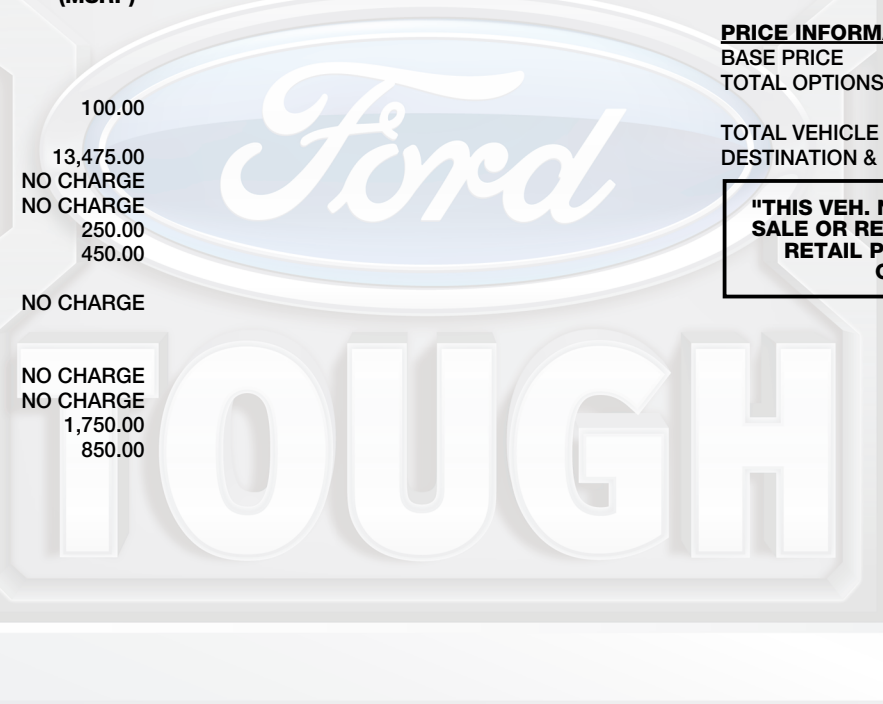 (MSRP)
100.00
13,475.00
NO CHARGE
NO CHARGE
250.00
450.00
NO CHARGE
NO CHARGE
NO CHARGE
1,750.00
850.00
PRICE INFORMA
BASE PRICE
TOTAL OPTIONS
TOTAL VEHICLE
DESTINATION &
"THIS VEH. N
SALE OR RE
RETAIL P
Ford
TOUGH